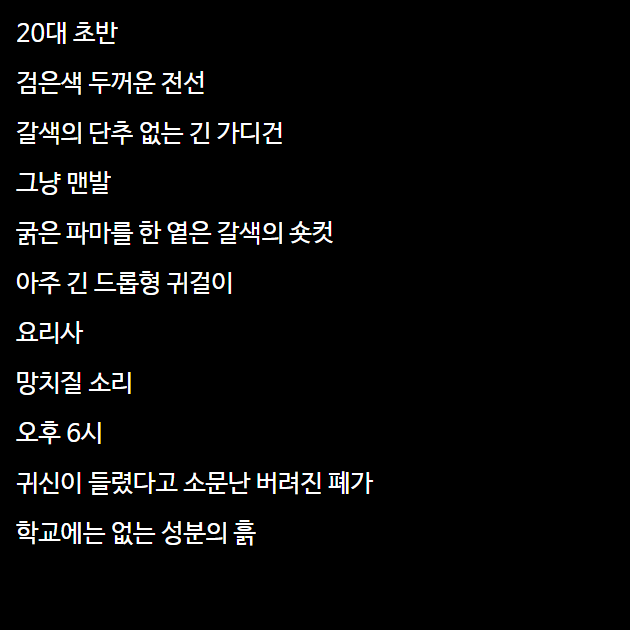 20대 초반
검은색 두꺼운 전선
갈색의 단추 없는 긴 가디건
그냥 맨발
굵은 파마를 한 옅은 갈색의 숏컷
아주 긴 드롭형 귀걸이
요리사
망치질 소리
오후 6시
귀신이 들렸다고 소문난 버려진 폐가
학교에는 없는 성분의 흙